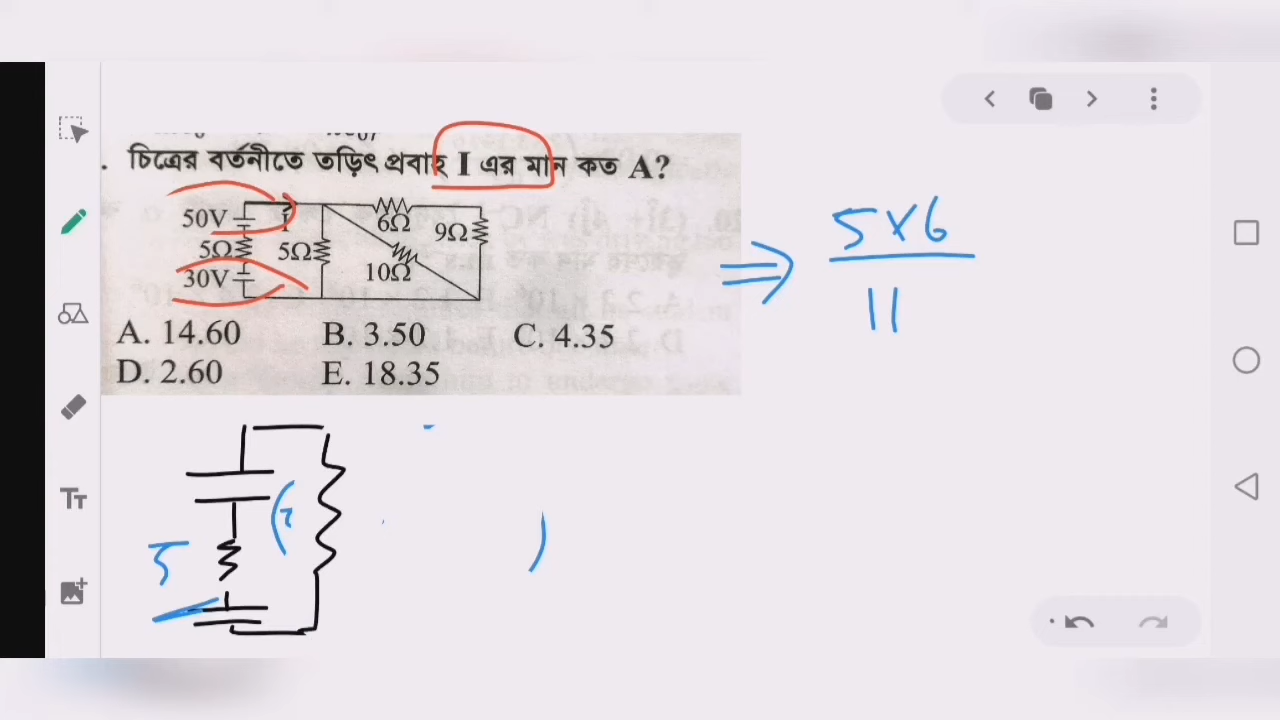 . চিত্রের বর্তনীতে তড়িৎ প্রবাহ I এর মান কত A?
50V
I
6Ω
9Ω
5Ω
5Ω
10Ω
30V
A. 14.60 B. 3.50 C. 4.35
D. 2.60 E. 18.35
5×6
11
5
Tт